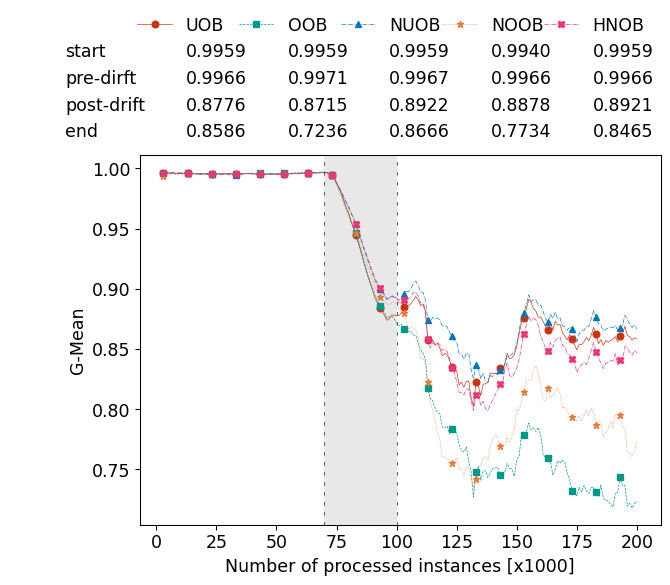 UOB OOB NUOB NOOB HNOB
start 0.9959 0.9959 0.9959 0.9940 0.9959
pre-dirft 0.9966 0.9971 0.9967 0.9966 0.9966
post-drift 0.8776 0.8715 0.8922 0.8878 0.8921
end 0.8586 0.7236 0.8666 0.7734 0.8465
1.00
0.95
0.90
0.85
0.80
0.75
G-Mean
0 25 50 75 100 125 150 175 200
Number of processed instances [x1000]